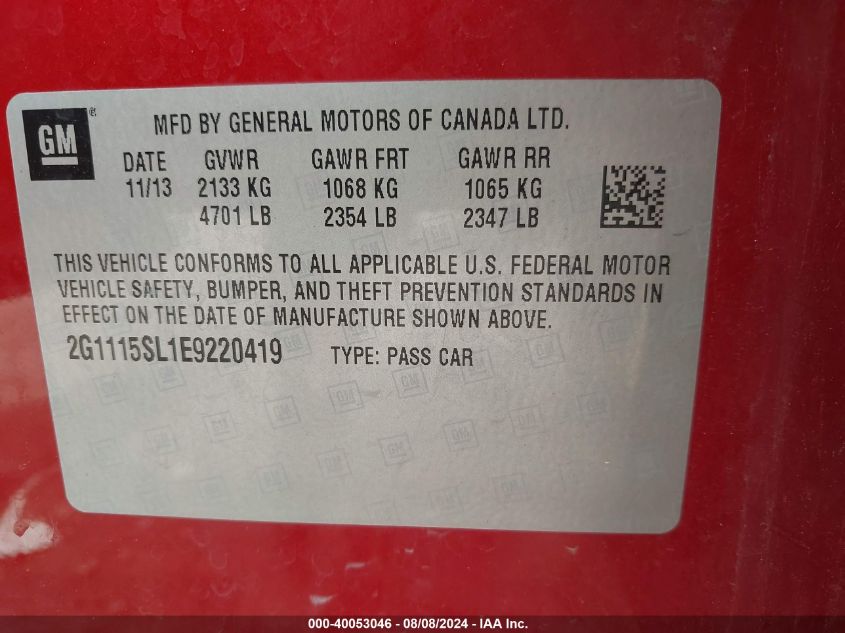 GM®
MFD BY GENERAL MOTORS OF CANADA LTD.
DATE GVWR GAWR FRT GAWR RR
11/13 2133 KG 1068 KG 1065 KG
4701 LB 2354 LB 2347 LB
THIS VEHICLE CONFORMS TO ALL APPLICABLE U.S. FEDERAL MOTOR
VEHICLE SAFETY, BUMPER, AND THEFT PREVENTION STANDARDS IN
EFFECT ON THE DATE OF MANUFACTURE SHOWN ABOVE.
2G1115SL1E9220419 TYPE: PASS CAR
000-40053046 - 08/08/2024 - IAA Inc.